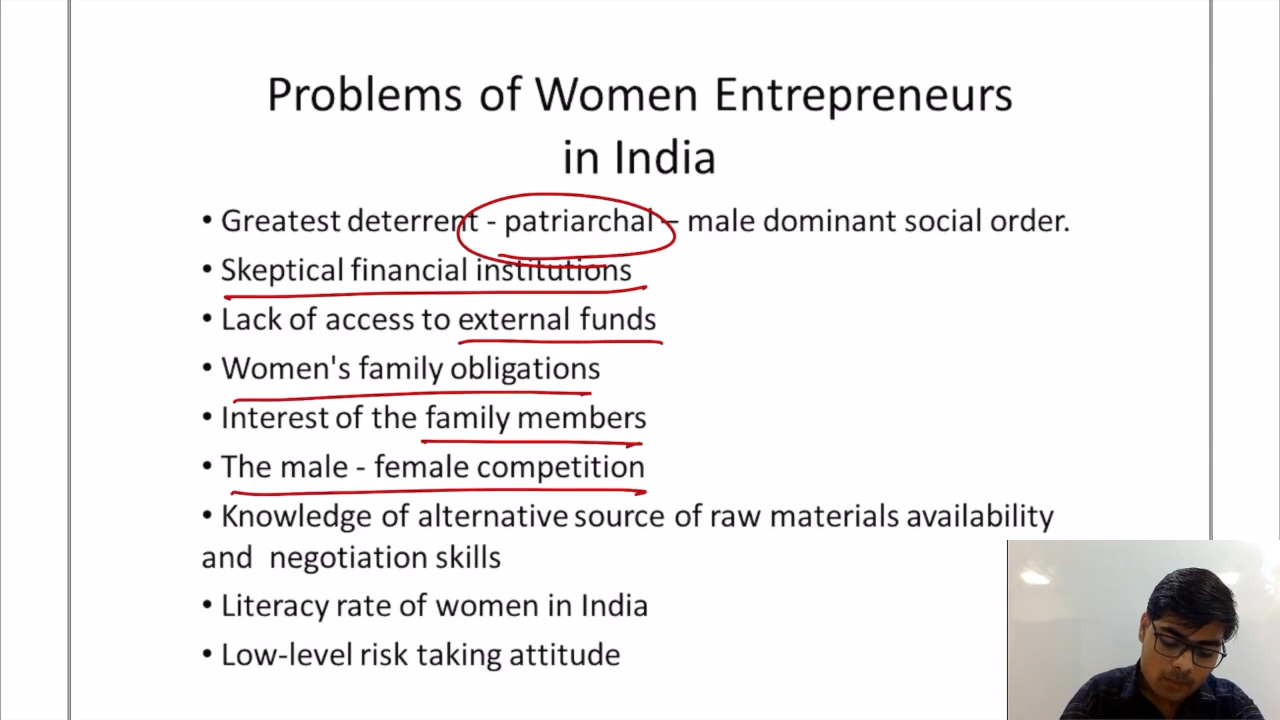 Problems of Women Entrepreneurs
in India
• Greatest deterrent - patriarchal – male dominant social order.
• Skeptical financial institutions
• Lack of access to external funds
• Women's family obligations
• Interest of the family members
• The male - female competition
• Knowledge of alternative source of raw materials availability
and negotiation skills
• Literacy rate of women in India
• Low-level risk taking attitude